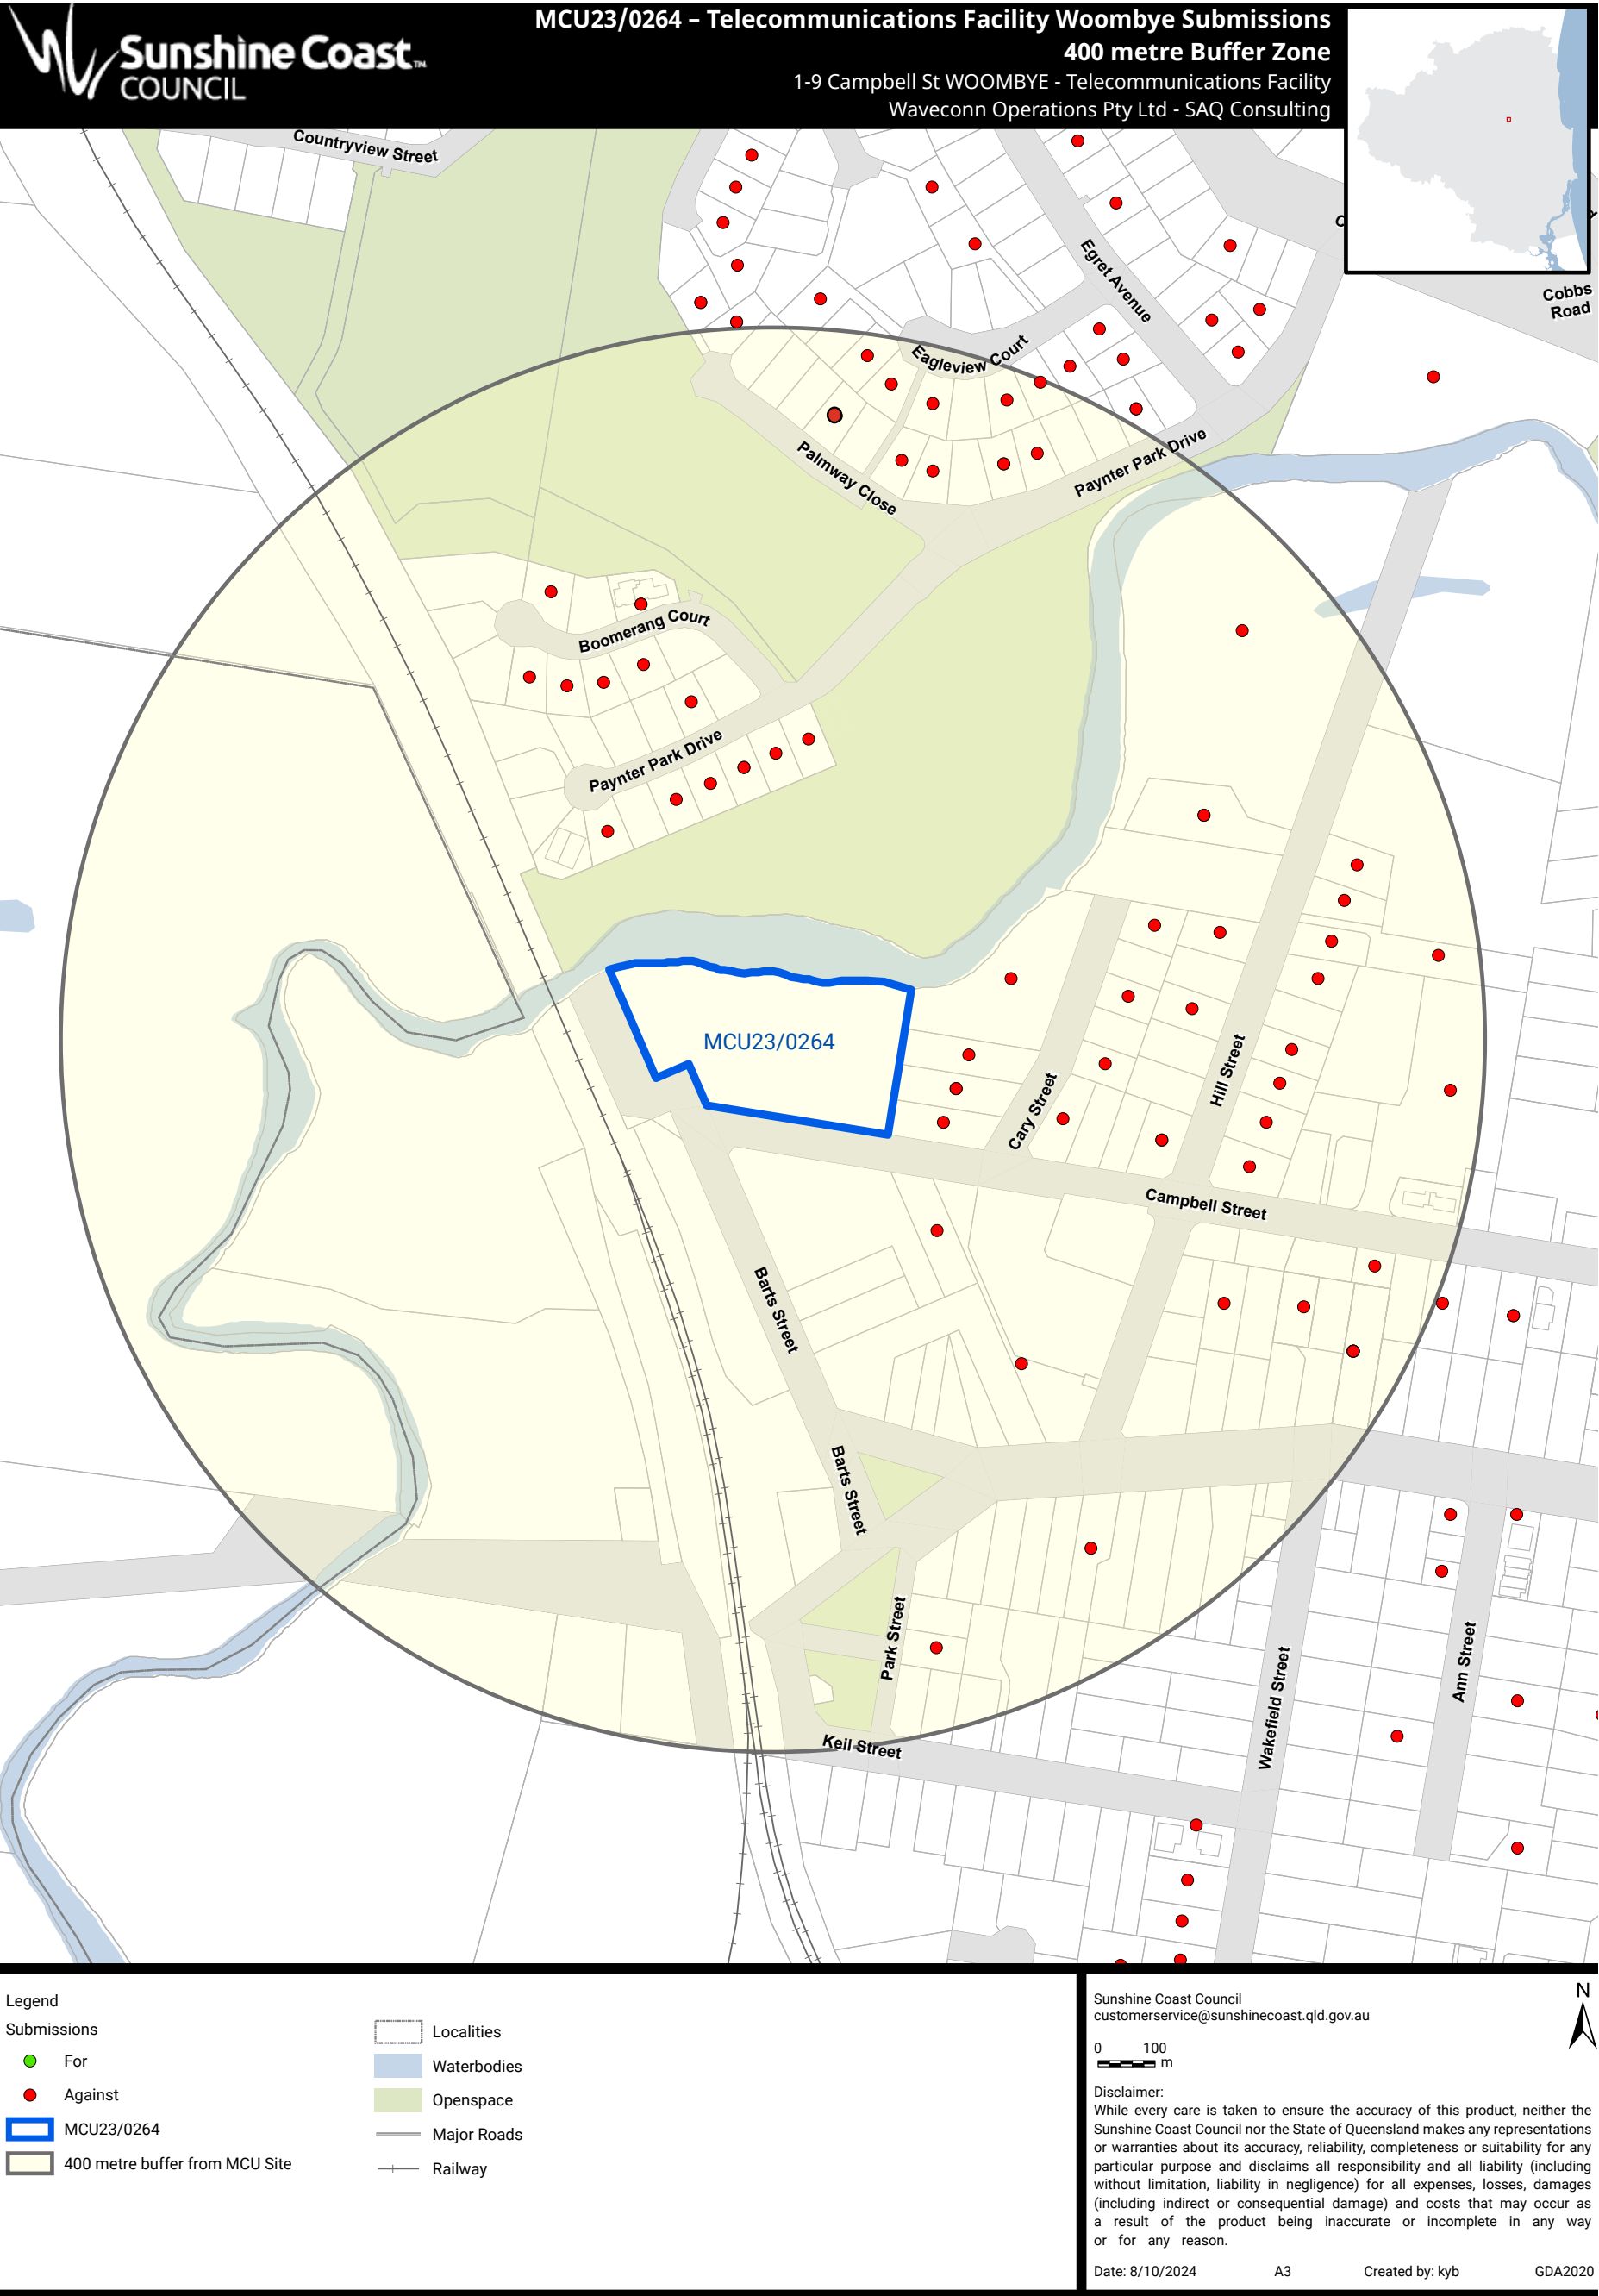 Sunshine Coast™
COUNCIL
MCU23/0264 – Telecommunications Facility Woombye Submissions
400 metre Buffer Zone
1-9 Campbell St WOOMBYE - Telecommunications Facility
Waveconn Operations Pty Ltd - SAQ Consulting
Countryview Street
Egret Avenue
Cobbs
Road
Eagleview Court
Palmway Close
Paynter Park Drive
Boomerang Court
Paynter Park Drive
MCU23/0264
Cary Street
Hill Street
Campbell Street
Barts Street
Barts Street
Park Street
Keil Street
Wakefield Street
Ann Street
Legend
Submissions
For
Against
MCU23/0264
400 metre buffer from MCU Site
Localities
Waterbodies
Openspace
Major Roads
Railway
Sunshine Coast Council
customerservice@sunshinecoast.qld.gov.au
N
0 100
m
Disclaimer:
While every care is taken to ensure the accuracy of this product, neither the
Sunshine Coast Council nor the State of Queensland makes any representations
or warranties about its accuracy, reliability, completeness or suitability for any
particular purpose and disclaims all responsibility and all liability (including
without limitation, liability in negligence) for all expenses, losses, damages
(including indirect or consequential damage) and costs that may occur as
a result of the product being inaccurate or incomplete in any way
or for any reason.
Date: 8/10/2024 A3 Created by: kyb GDA2020